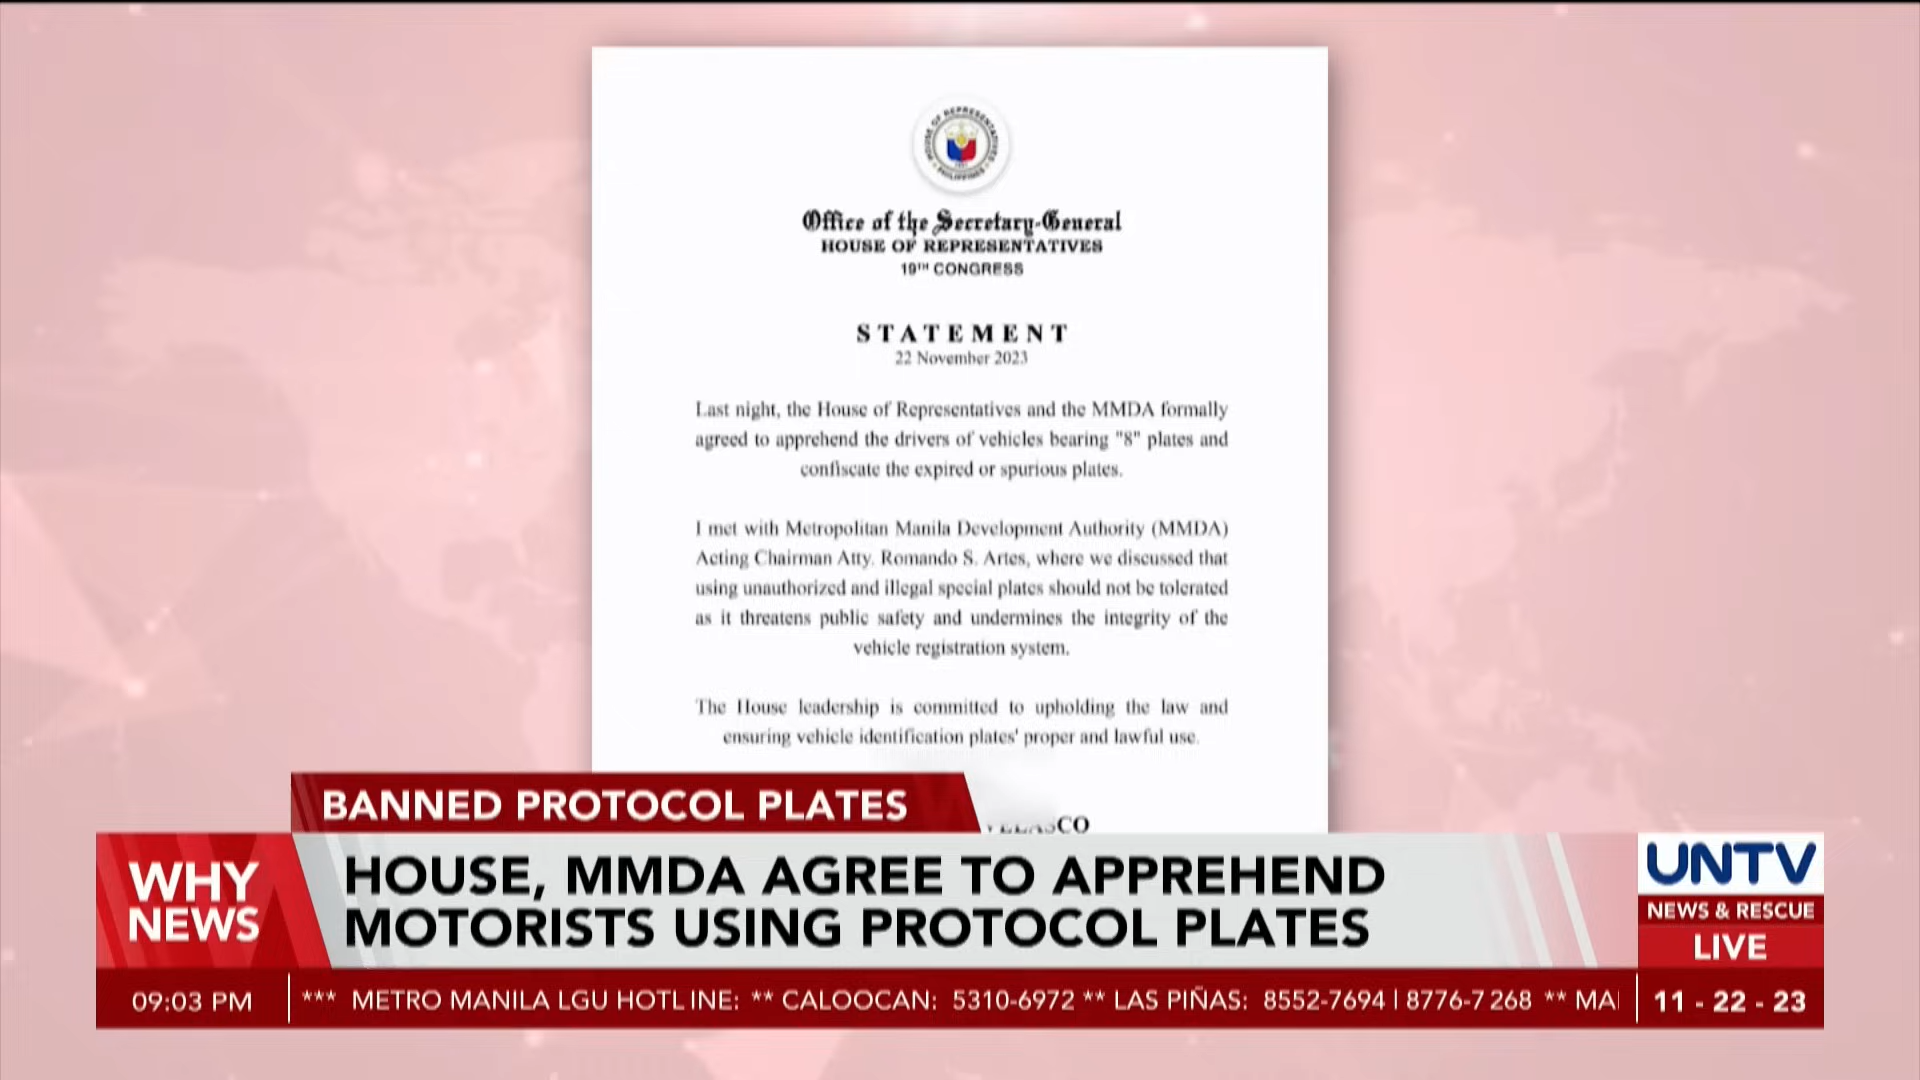 HOUSE OF REPRESENTATIVES
PHILIPPINES
Office of the Secretary-General
HOUSE OF REPRESENTATIVES
19TH CONGRESS
STATEMENT
22 November 2023
Last night, the House of Representatives and the MMDA formally
agreed to apprehend the drivers of vehicles bearing "8" plates and
confiscate the expired or spurious plates.
I met with Metropolitan Manila Development Authority (MMDA)
Acting Chairman Atty. Romando S. Artes, where we discussed that
using unauthorized and illegal special plates should not be tolerated
as it threatens public safety and undermines the integrity of the
vehicle registration system.
The House leadership is committed to upholding the law and
ensuring vehicle identification plates' proper and lawful use.
BANNED PROTOCOL PLATES
WHY
NEWS
HOUSE, MMDA AGREE TO APPREHEND
MOTORISTS USING PROTOCOL PLATES
UNTV
NEWS & RESCUE
LIVE
09:03 PM
*** METRO MANILA LGU HOTLINE: ** CALOOCAN: 5310-6972 ** LAS PIÑAS: 8552-7694 | 8776-7268 ** MA
11 - 22 - 23